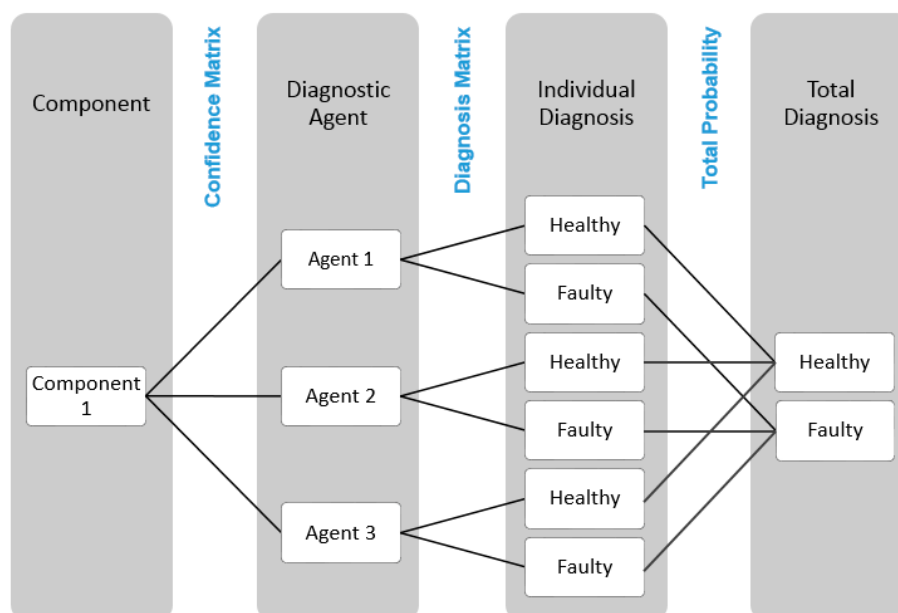 Component
Confidence Matrix
Diagnostic
Agent
Diagnosis Matrix
Individual
Diagnosis
Total Probability
Total
Diagnosis
Component
1
Agent 1
Agent 2
Agent 3
Healthy
Faulty
Healthy
Faulty
Healthy
Faulty
Healthy
Faulty